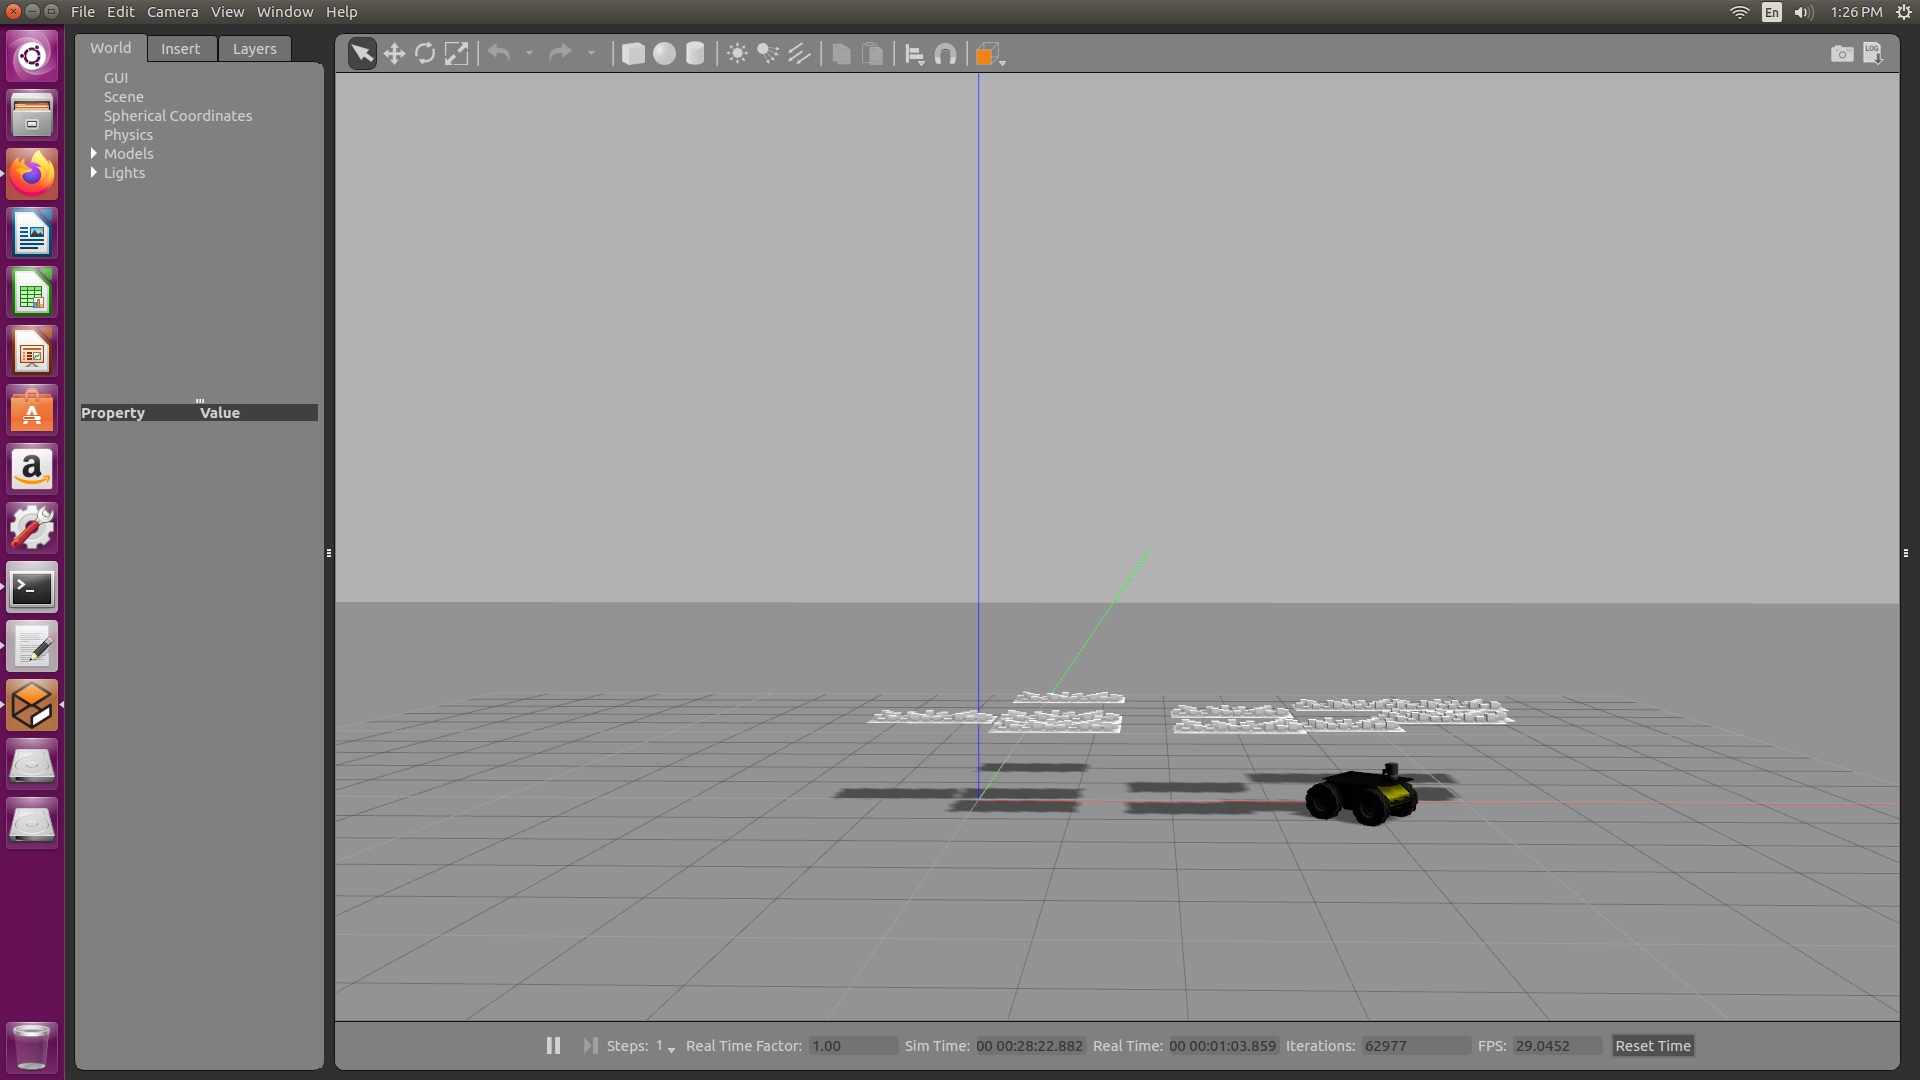 File Edit Camera View Window Help
En
1:26 PM
World Insert Layers
LOG
GUI
Scene
Spherical Coordinates
Physics
Models
Lights
Property Value
Steps: 1 Real Time Factor: 1.00 Sim Time: 00 00:28:22.882 Real Time: 00 00:01:03.859 Iterations: 62977 FPS: 29.0452 Reset Time